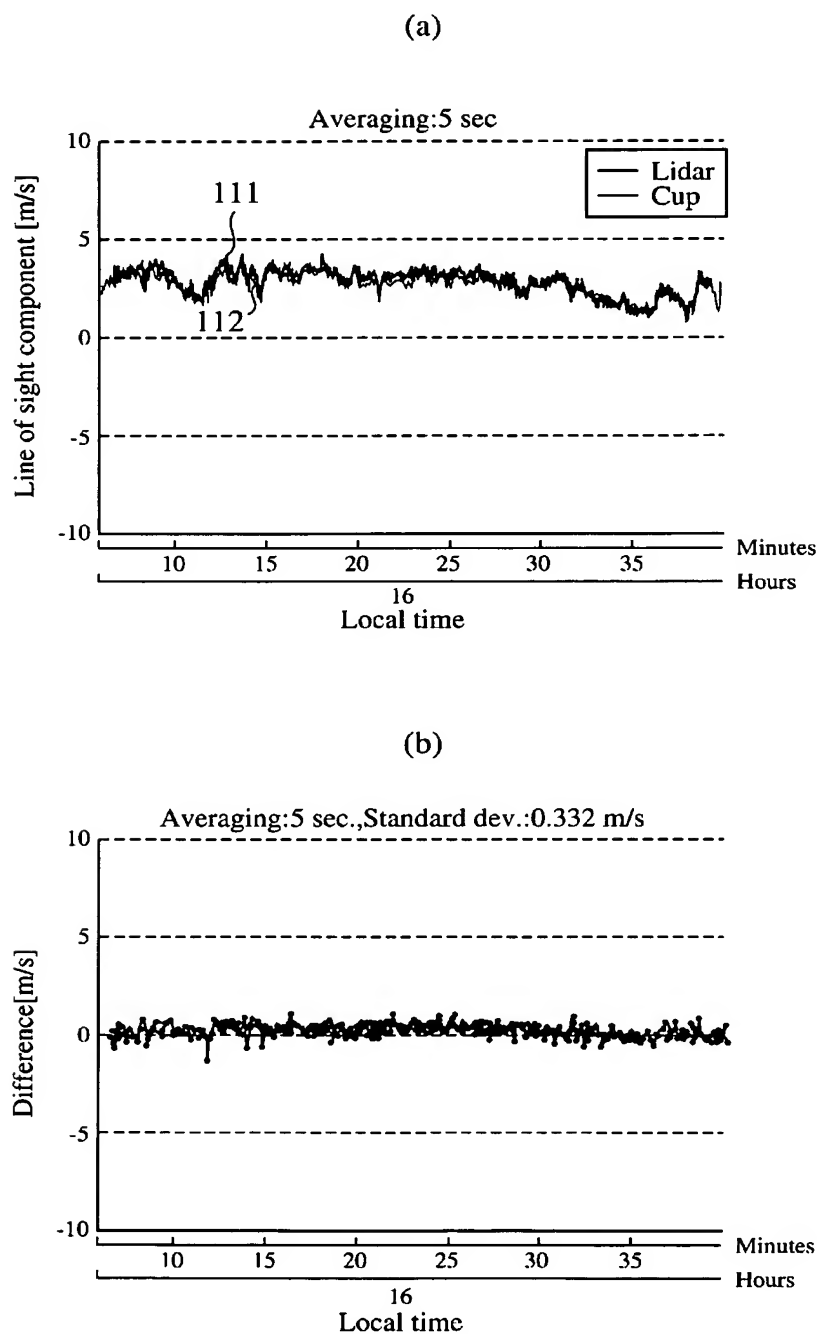 (a)
Averaging:5 sec
Line of sight component [m/s]
10
5
0
-5
-10
Lidar
Cup
111
112
10 15 20 25 30 35 Minutes
Hours
16
Local time
(b)
Averaging:5 sec.,Standard dev.:0.332 m/s
Difference[m/s]
10
5
0
-5
-10
10 15 20 25 30 35 Minutes
Hours
16
Local time